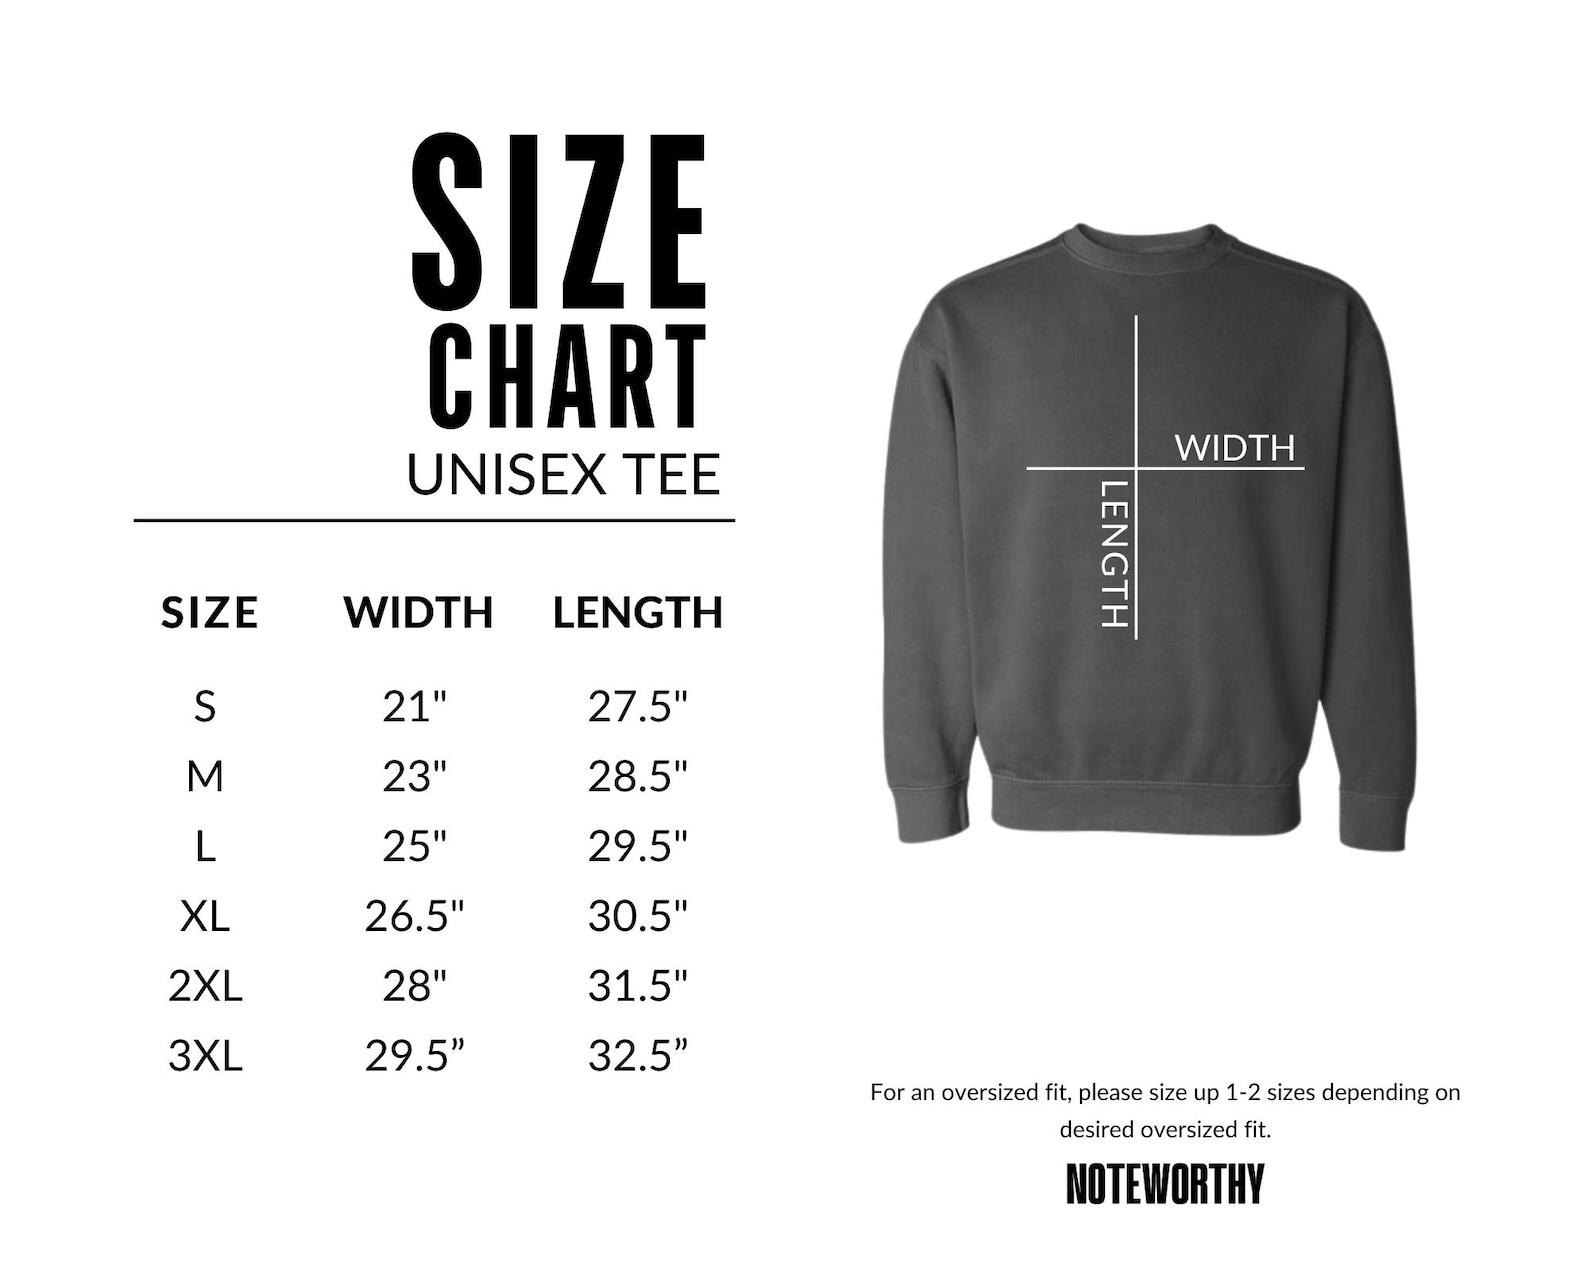 SIZE
CHART
UNISEX TEE
SIZE WIDTH LENGTH
S 21" 27.5"
M 23" 28.5"
L 25" 29.5"
XL 26.5" 30.5"
2XL 28" 31.5"
3XL 29.5” 32.5”
WIDTH
LENGTH
For an oversized fit, please size up 1-2 sizes depending on
desired oversized fit.
NOTEWORTHY